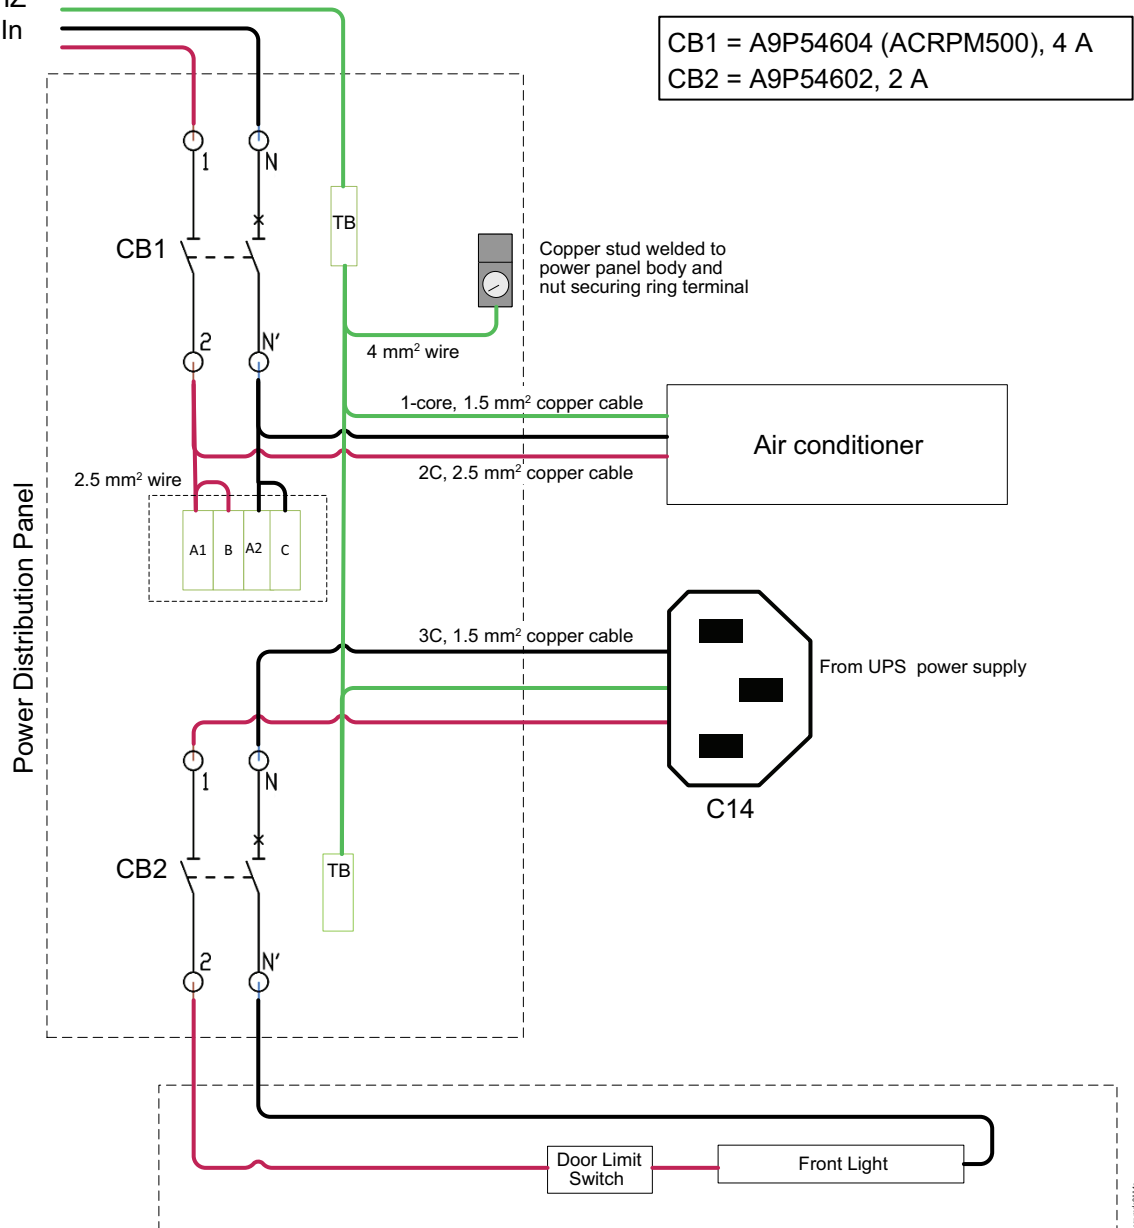 In
CB1 = A9P54604 (ACRPM500), 4 A
CB2 = A9P54602, 2 A
1
N
TB
CB1
Copper stud welded to
power panel body and
nut securing ring terminal
2
N'
4 mm² wire
1-core, 1.5 mm² copper cable
Air conditioner
2C, 2.5 mm² copper cable
2.5 mm² wire
A1
B
A2
C
Power Distribution Panel
3C, 1.5 mm² copper cable
From UPS power supply
C14
1
N
CB2
TB
2
N'
Door Limit
Switch
Front Light